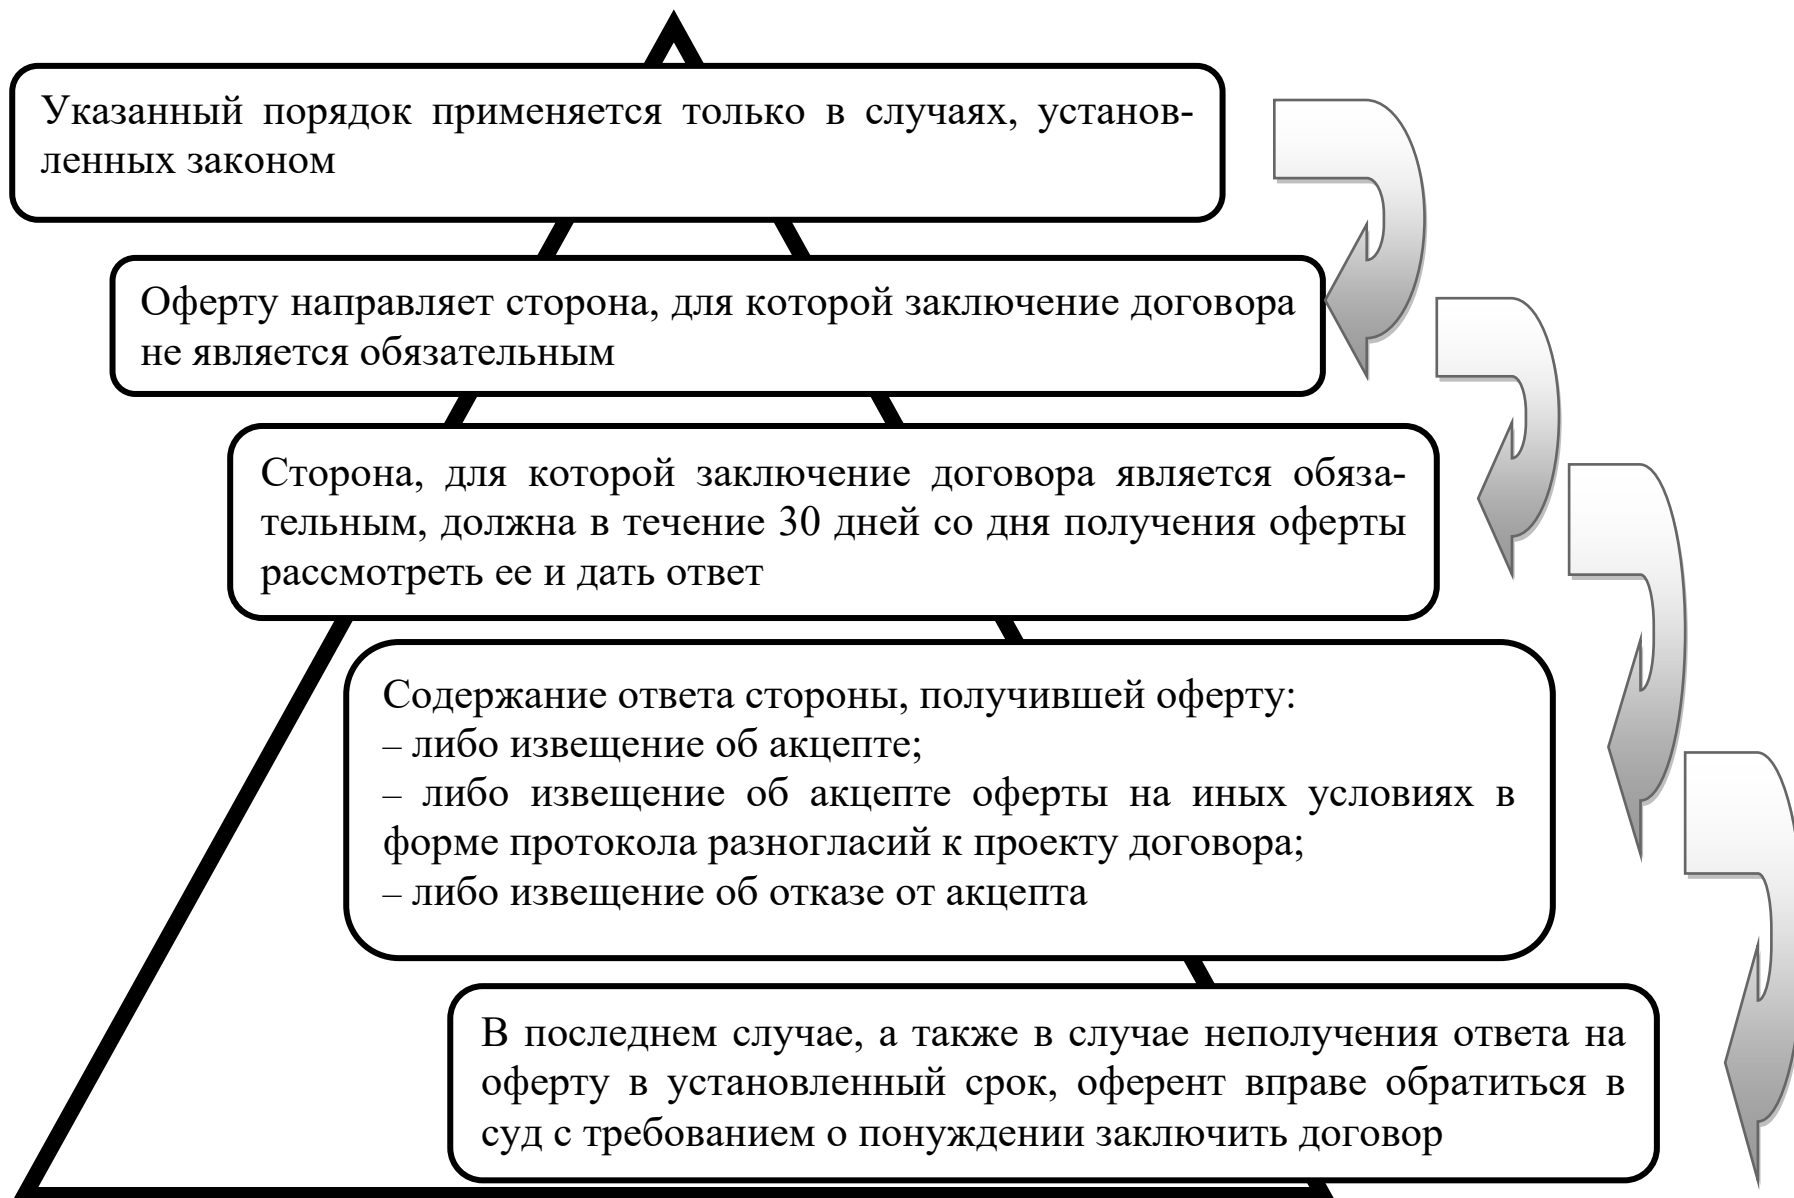 Указанный порядок применяется только в случаях, установ-
ленных законом
Оферту направляет сторона, для которой заключение договора
не является обязательным
Сторона, для которой заключение договора является обяза-
тельным, должна в течение 30 дней со дня получения оферты
рассмотреть ее и дать ответ
Содержание ответа стороны, получившей оферту:
– либо извещение об акцепте;
– либо извещение об акцепте оферты на иных условиях в
форме протокола разногласий к проекту договора;
– либо извещение об отказе от акцепта
В последнем случае, а также в случае неполучения ответа на
оферту в установленный срок, оферент вправе обратиться в
суд с требованием о понуждении заключить договор